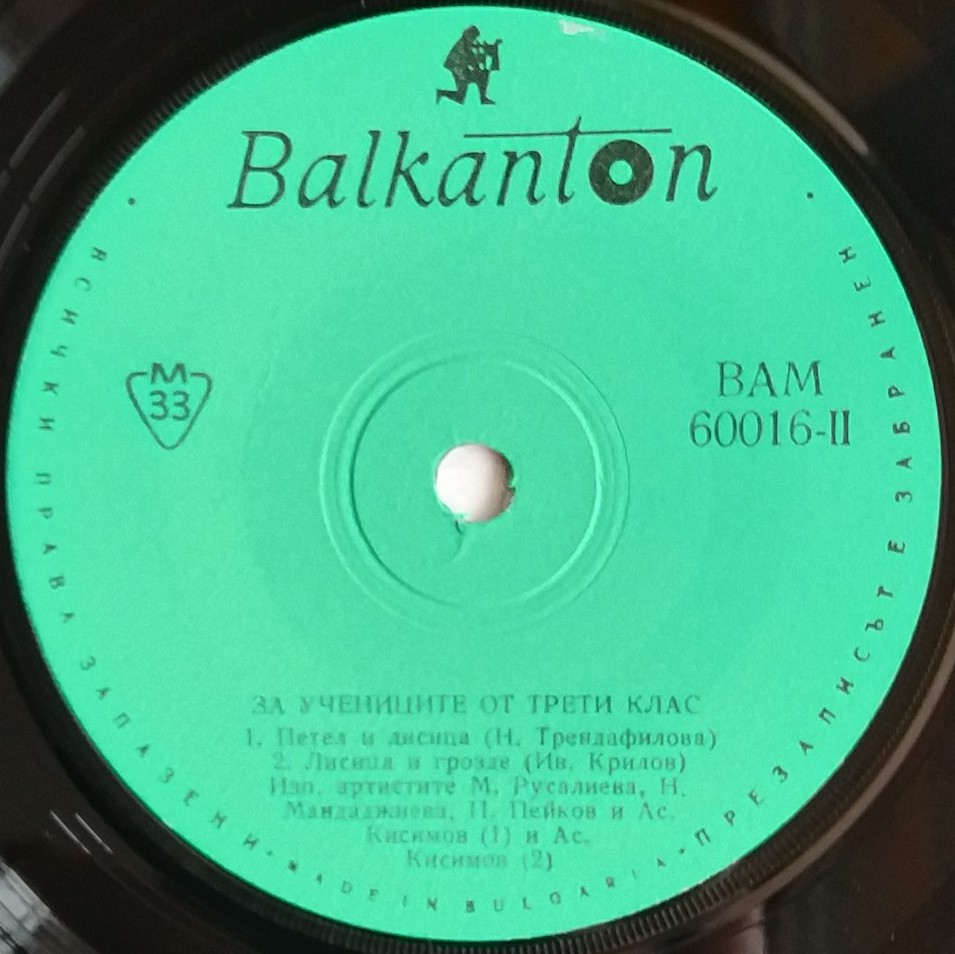 Balkanton
M
33
ВАМ
60016-II
ЗА УЧЕНИЦИТЕ ОТ ТРЕТИ КЛАС
1. Петел и лисица (Н. Трендафилова)
2. Лисица и грозде (Ив. Крилов)
Изп. артистите М. Русалиева, Н.
Мандаджиева, П. Пейков и Ас.
Кисимов (1) и Ас.
Кисимов (2)
ВСИЧКИ ПРАВА ЗАПАЗЕНИ · MADE IN BULGARIA · ПРЕЗАПИСЪТ Е ЗАБРАНЕН